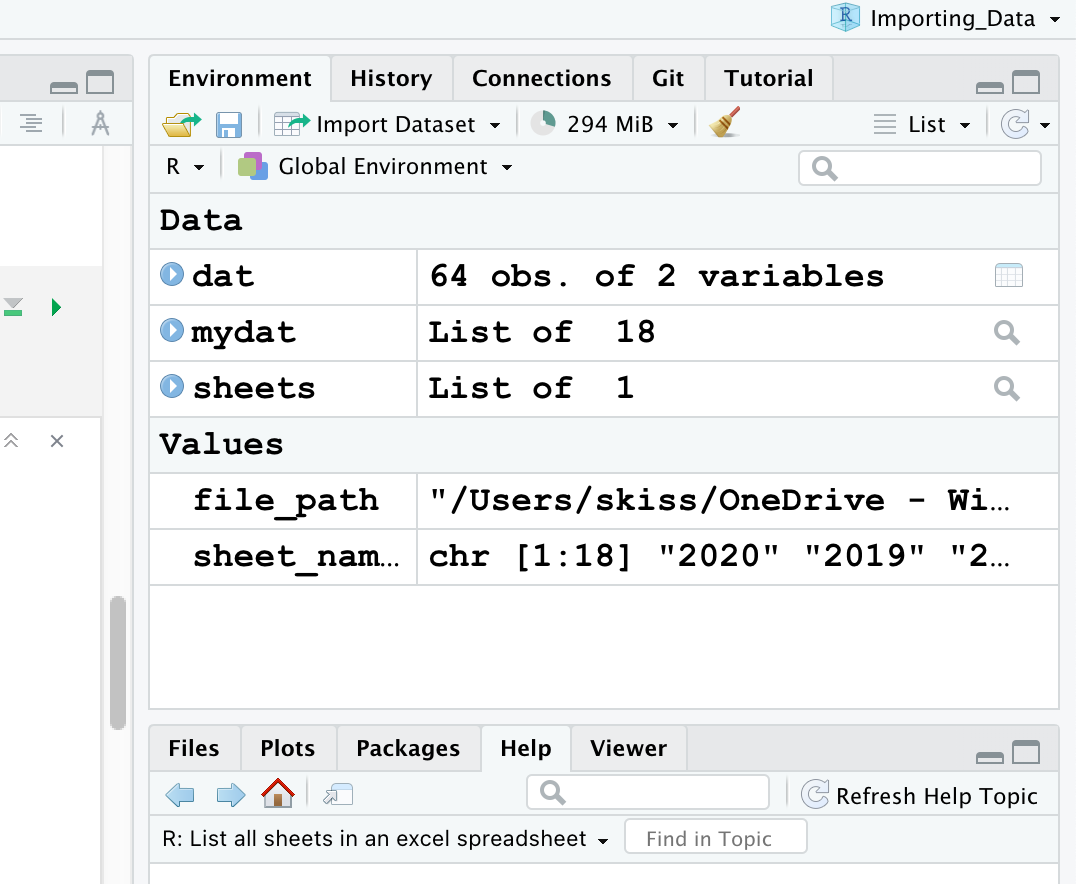 Importing_Data
Environment History Connections Git Tutorial
Import Dataset 294 MiB List
R Global Environment
Data
dat 64 obs. of 2 variables
mydat List of 18
sheets List of 1
Values
file_path "/Users/skiss/OneDrive - Wi…
sheet_nam… chr [1:18] "2020" "2019" "2…
Files Plots Packages Help Viewer
Refresh Help Topic
R: List all sheets in an excel spreadsheet Find in Topic